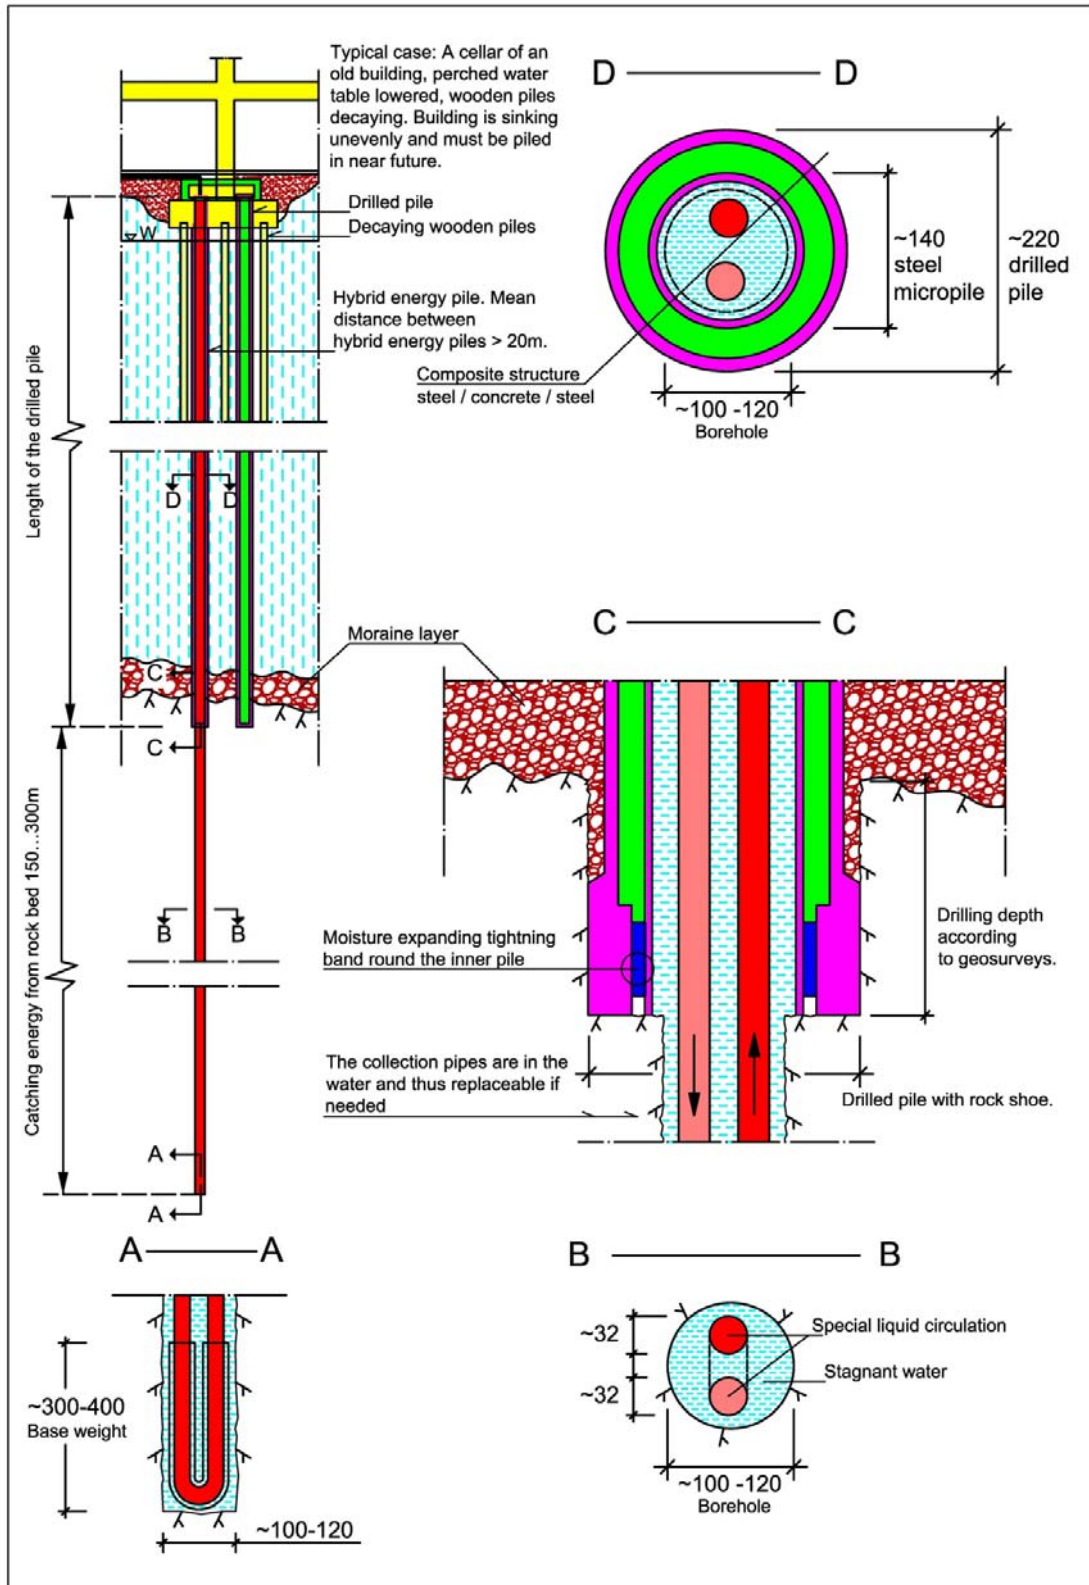 Typical case: A cellar of an
old building, perched water
table lowered, wooden piles
decaying. Building is sinking
unevenly and must be piled
in near future.
Drilled pile
Decaying wooden piles
W
Hybrid energy pile. Mean
distance between
hybrid energy piles > 20m.
Lenght of the drilled pile
D D
D D
~140
steel
micropile
~220
drilled
pile
Composite structure
steel / concrete / steel
~100 -120
Borehole
Moraine layer
C
C
C C
Catching energy from rock bed 150...300m
B B
Moisture expanding tightning
band round the inner pile
Drilling depth
according
to geosurveys.
The collection pipes are in the
water and thus replaceable if
needed
Drilled pile with rock shoe.
A
A
A A
~300-400
Base weight
~100-120
B B
~32
~32
Special liquid circulation
Stagnant water
~100 -120
Borehole